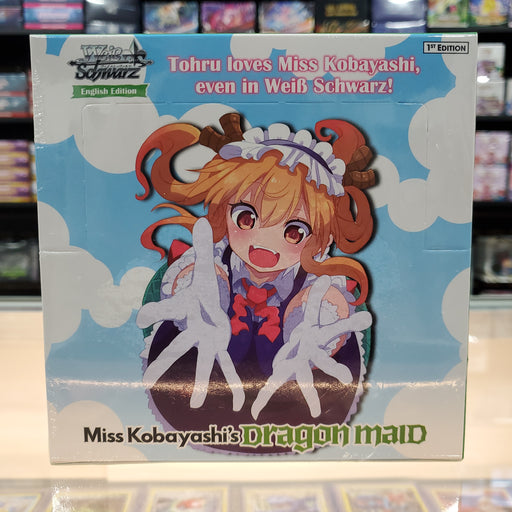 Weiß
Schwarz
English Edition
1ST EDITION
Tohru loves Miss Kobayashi,
even in Weiß Schwarz!
Miss Kobayashi's Dragon maiD